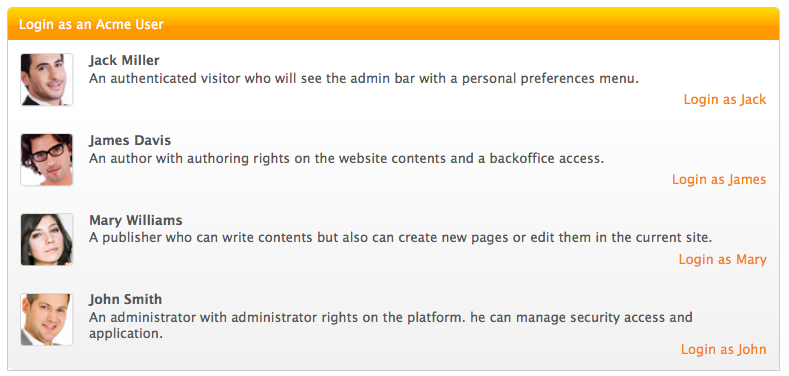 Login as an Acme User
Jack Miller
An authenticated visitor who will see the admin bar with a personal preferences menu.
Login as Jack
James Davis
An author with authoring rights on the website contents and a backoffice access.
Login as James
Mary Williams
A publisher who can write contents but also can create new pages or edit them in the current site.
Login as Mary
John Smith
An administrator with administrator rights on the platform. he can manage security access and
application.
Login as John